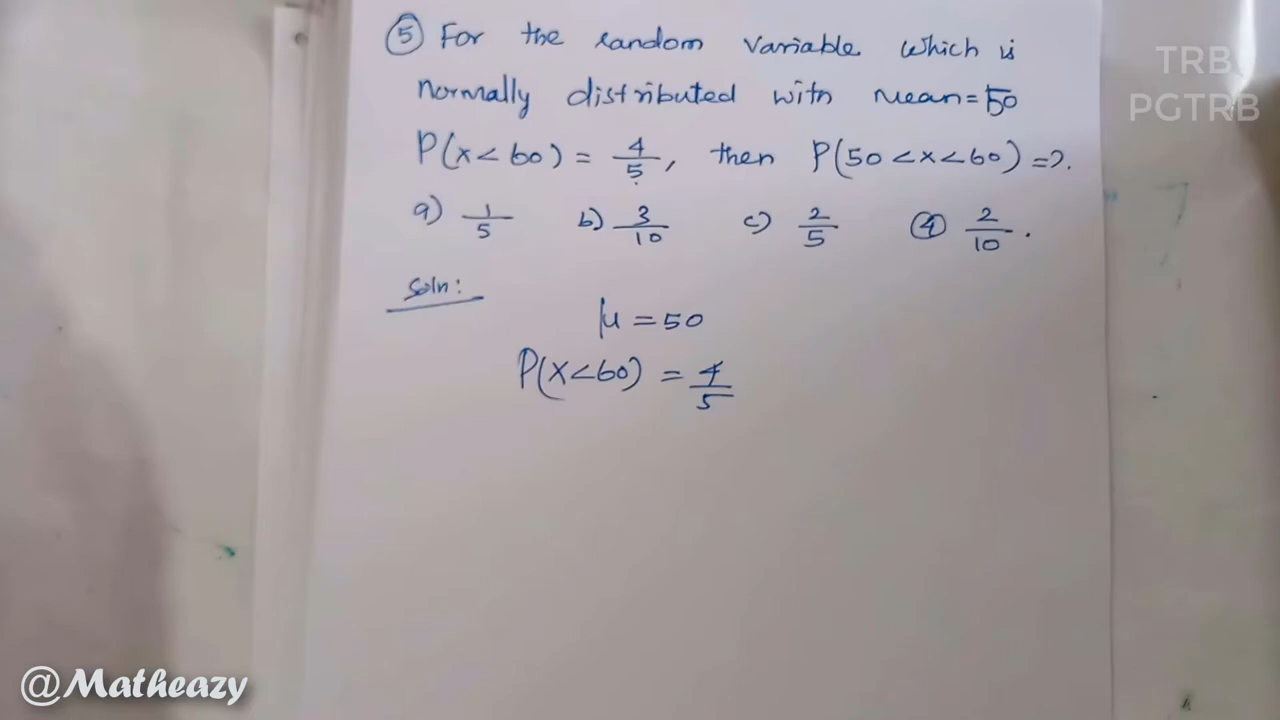 ⑤ For the random variable which is
normally distributed with mean = 50
P(x < 60) = 4/5, then P(50 < x < 60) = ?.
a) 1/5 b) 3/10 c) 2/5 ④ 2/10.
Soln:
μ = 50
P(X < 60) = 4/5
TRB
PGTRB
@Matheazy